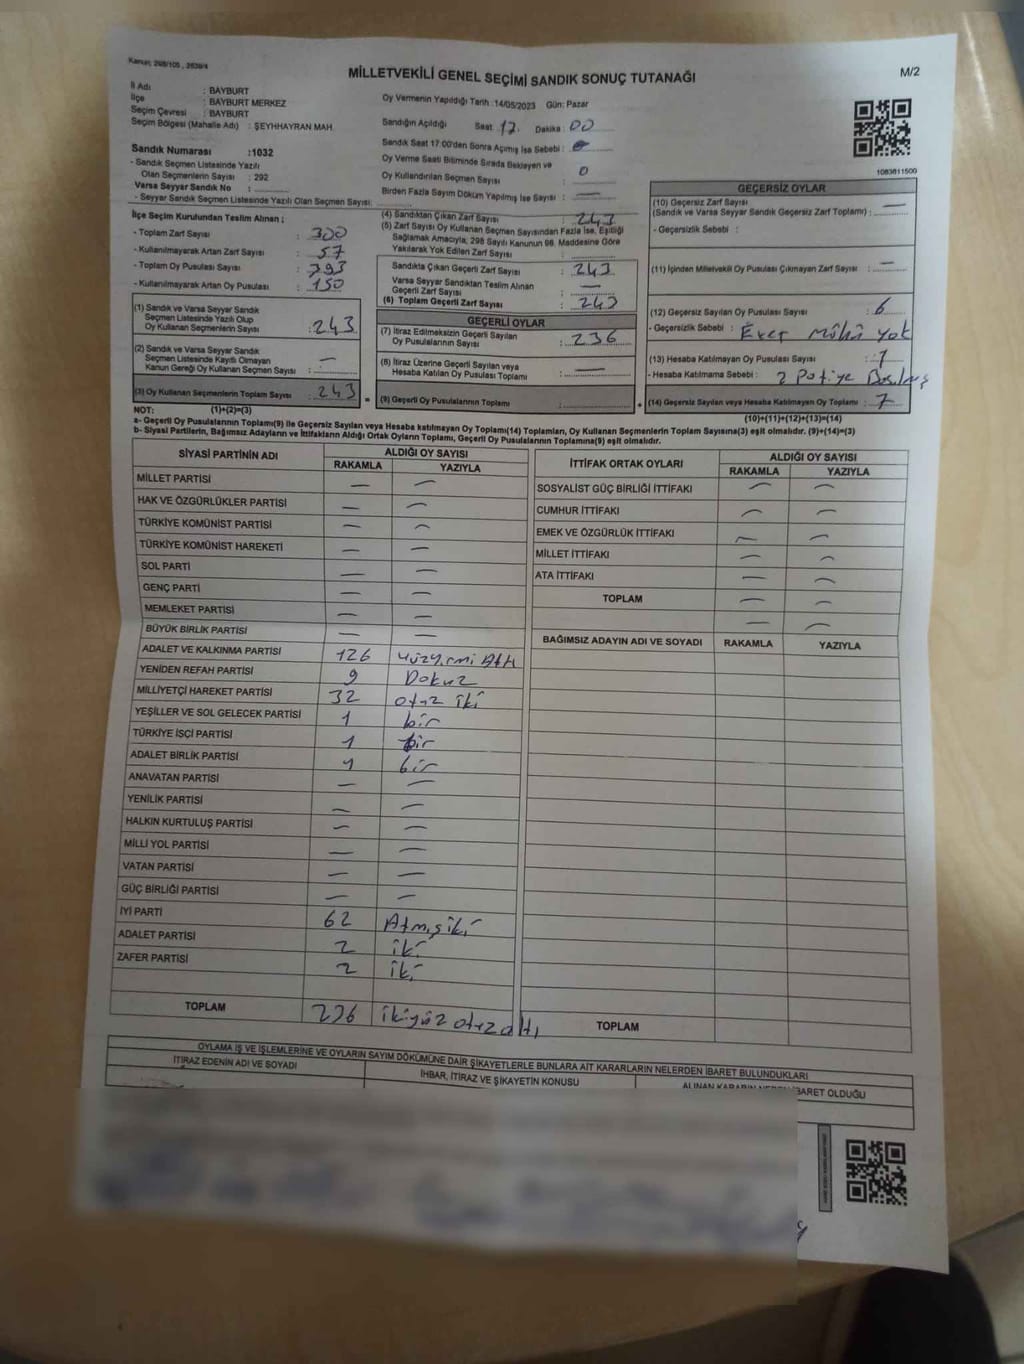 Kanun; 298/105 , 2839/4
MİLLETVEKİLİ GENEL SEÇİMİ SANDIK SONUÇ TUTANAĞI
M/2
İl Adı : BAYBURT
İlçe : BAYBURT MERKEZ
Seçim Çevresi : BAYBURT
Seçim Bölgesi (Mahalle Adı) : ŞEYHHAYRAN MAH.
Sandık Numarası :1032
- Sandık Seçmen Listesinde Yazılı
Olan Seçmenlerin Sayısı : 292
Varsa Seyyar Sandık No :
- Seyyar Sandık Seçmen Listesinde Yazılı Olan Seçmen Sayısı:
Oy Vermenin Yapıldığı Tarih :14/05/2023 Gün: Pazar
Sandığın Açıldığı Saat 17. Dakika : 00
Sandık Saat 17:00'den Sonra Açılmış İse Sebebi :
Oy Verme Saati Bitiminde Sırada Bekleyen ve
Oy Kullandırılan Seçmen Sayısı : 0
Birden Fazla Sayım Döküm Yapılmış İse Sayısı : —
1083811500
İlçe Seçim Kurulundan Teslim Alınan ;
- Toplam Zarf Sayısı : 300
- Kullanılmayarak Artan Zarf Sayısı : 57
- Toplam Oy Pusulası Sayısı : 393
- Kullanılmayarak Artan Oy Pusulası : 150
(1) Sandık ve Varsa Seyyar Sandık
Seçmen Listesinde Yazılı Olup
Oy Kullanan Seçmenlerin Sayısı : 243
(2) Sandık ve Varsa Seyyar Sandık
Seçmen Listesinde Kayıtlı Olmayan
Kanun Gereği Oy Kullanan Seçmen Sayısı : —
(3) Oy Kullanan Seçmenlerin Toplam Sayısı : 243 =
(4) Sandıktan Çıkan Zarf Sayısı : 243
(5) Zarf Sayısı Oy Kullanan Seçmen Sayısından Fazla İse, Eşitliği
Sağlamak Amacıyla, 298 Sayılı Kanunun 98. Maddesine Göre
Yakılarak Yok Edilen Zarf Sayısı :
Sandıkta Çıkan Geçerli Zarf Sayısı : 243
Varsa Seyyar Sandıktan Teslim Alınan
Geçerli Zarf Sayısı : —
(6) Toplam Geçerli Zarf Sayısı : 243
GEÇERLİ OYLAR
(7) İtiraz Edilmeksizin Geçerli Sayılan
Oy Pusulalarının Sayısı : 236
(8) İtiraz Üzerine Geçerli Sayılan veya
Hesaba Katılan Oy Pusulası Toplamı : —
(9) Geçerli Oy Pusulalarının Toplamı : +
GEÇERSİZ OYLAR
(10) Geçersiz Zarf Sayısı
(Sandık ve Varsa Seyyar Sandık Geçersiz Zarf Toplamı) : —
- Geçersizlik Sebebi :
(11) İçinden Milletvekili Oy Pusulası Çıkmayan Zarf Sayısı : —
(12) Geçersiz Sayılan Oy Pusulası Sayısı : 6
- Geçersizlik Sebebi : Evet Mührü Yok
(13) Hesaba Katılmayan Oy Pusulası Sayısı : 1
- Hesaba Katılmama Sebebi : 2 Patiye Basılmış
(14) Geçersiz Sayılan veya Hesaba Katılmayan Oy Toplamı : 7
NOT: (1)+(2)=(3) (10)+(11)+(12)+(13)=(14)
a- Geçerli Oy Pusulaları Toplamı(9) ile Geçersiz Sayılan veya Hesaba katılmayan Oy Toplamı(14) Toplamları, Oy Kullanan Seçmenlerin Toplam Sayısına(3) eşit olmalıdır. (9)+(14)=(3)
b- Siyasi Partilerin, Bağımsız Adayların ve İttifakların Aldığı Ortak Oyların Toplamı, Geçerli Oy Pusulalarının Toplamına(9) eşit olmalıdır.
SİYASİ PARTİNİN ADI ALDIĞI OY SAYISI
RAKAMLA YAZIYLA
MİLLET PARTİSİ — —
HAK VE ÖZGÜRLÜKLER PARTİSİ — —
TÜRKİYE KOMÜNİST PARTİSİ — —
TÜRKİYE KOMÜNİST HAREKETİ — —
SOL PARTİ — —
GENÇ PARTİ — —
MEMLEKET PARTİSİ — —
BÜYÜK BİRLİK PARTİSİ — —
ADALET VE KALKINMA PARTİSİ 126 yüzyirmi Altı
YENİDEN REFAH PARTİSİ 9 Dokuz
MİLLİYETÇİ HAREKET PARTİSİ 32 otuz iki
YEŞİLLER VE SOL GELECEK PARTİSİ 1 bir
TÜRKİYE İŞÇİ PARTİSİ 1 bir
ADALET BİRLİK PARTİSİ 1 bir
ANAVATAN PARTİSİ — —
YENİLİK PARTİSİ — —
HALKIN KURTULUŞ PARTİSİ — —
MİLLİ YOL PARTİSİ — —
VATAN PARTİSİ — —
GÜÇ BİRLİĞİ PARTİSİ — —
İYİ PARTİ 62 Atmışiki
ADALET PARTİSİ 2 iki
ZAFER PARTİSİ 2 iki
TOPLAM 236 ikiyüz otuz altı
İTTİFAK ORTAK OYLARI ALDIĞI OY SAYISI
RAKAMLA YAZIYLA
SOSYALİST GÜÇ BİRLİĞİ İTTİFAKI — —
CUMHUR İTTİFAKI — —
EMEK VE ÖZGÜRLÜK İTTİFAKI — —
MİLLET İTTİFAKI — —
ATA İTTİFAKI — —
TOPLAM — —
— —
BAĞIMSIZ ADAYIN ADI VE SOYADI RAKAMLA YAZIYLA
TOPLAM
OYLAMA İŞ VE İŞLEMLERİNE VE OYLARIN SAYIM DÖKÜMÜNE DAİR ŞİKAYETLERLE BUNLARA AİT KARARLARIN NELERDEN İBARET BULUNDUKLARI
İTİRAZ EDENİN ADI VE SOYADI İHBAR, İTİRAZ VE ŞİKAYETİN KONUSU ALINAN KARARIN NEDEN İBARET OLDUĞU